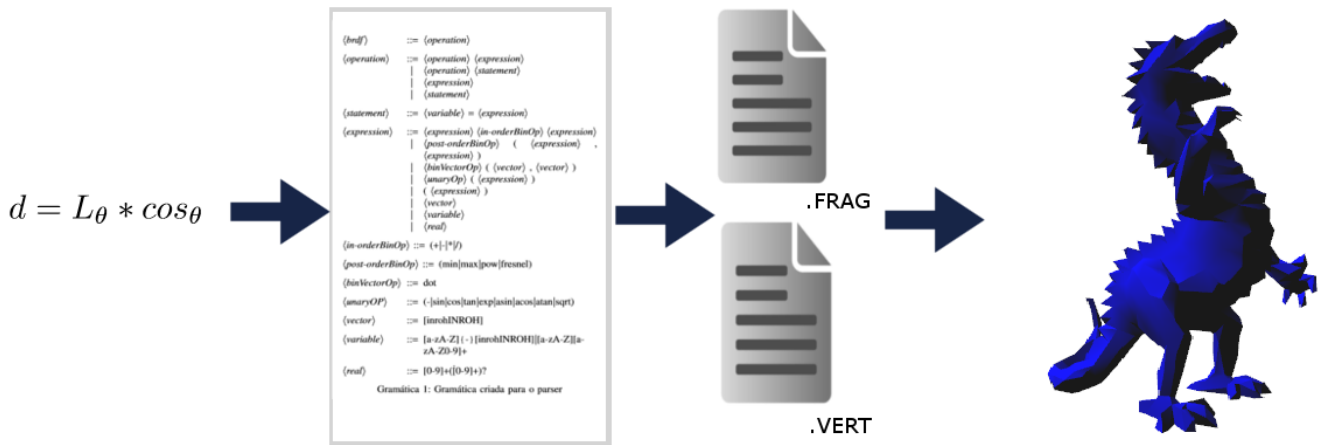 d = L_θ * cos_θ
⟨brdf⟩ ::= ⟨operation⟩
⟨operation⟩ ::= ⟨operation⟩ ⟨expression⟩
| ⟨operation⟩ ⟨statement⟩
| ⟨expression⟩
| ⟨statement⟩
⟨statement⟩ ::= ⟨variable⟩ = ⟨expression⟩
⟨expression⟩ ::= ⟨expression⟩ ⟨in-orderBinOp⟩ ⟨expression⟩
| ⟨post-orderBinOp⟩ ( ⟨expression⟩ ,
⟨expression⟩ )
| ⟨binVectorOp⟩ ( ⟨vector⟩ , ⟨vector⟩ )
| ⟨unaryOp⟩ ( ⟨expression⟩ )
| ( ⟨expression⟩ )
| ⟨vector⟩
| ⟨variable⟩
| ⟨real⟩
⟨in-orderBinOp⟩ ::= (+|-|*|/)
⟨post-orderBinOp⟩ ::= (min|max|pow|fresnel)
⟨binVectorOp⟩ ::= dot
⟨unaryOP⟩ ::= (-|sin|cos|tan|exp|asin|acos|atan|sqrt)
⟨vector⟩ ::= [inrohINROH]
⟨variable⟩ ::= [a-zA-Z](-)[inrohINROH]|[a-zA-Z][a-
zA-Z0-9]+
⟨real⟩ ::= [0-9]+([0-9]+)?
Gramática 1: Gramática criada para o parser
.FRAG
.VERT